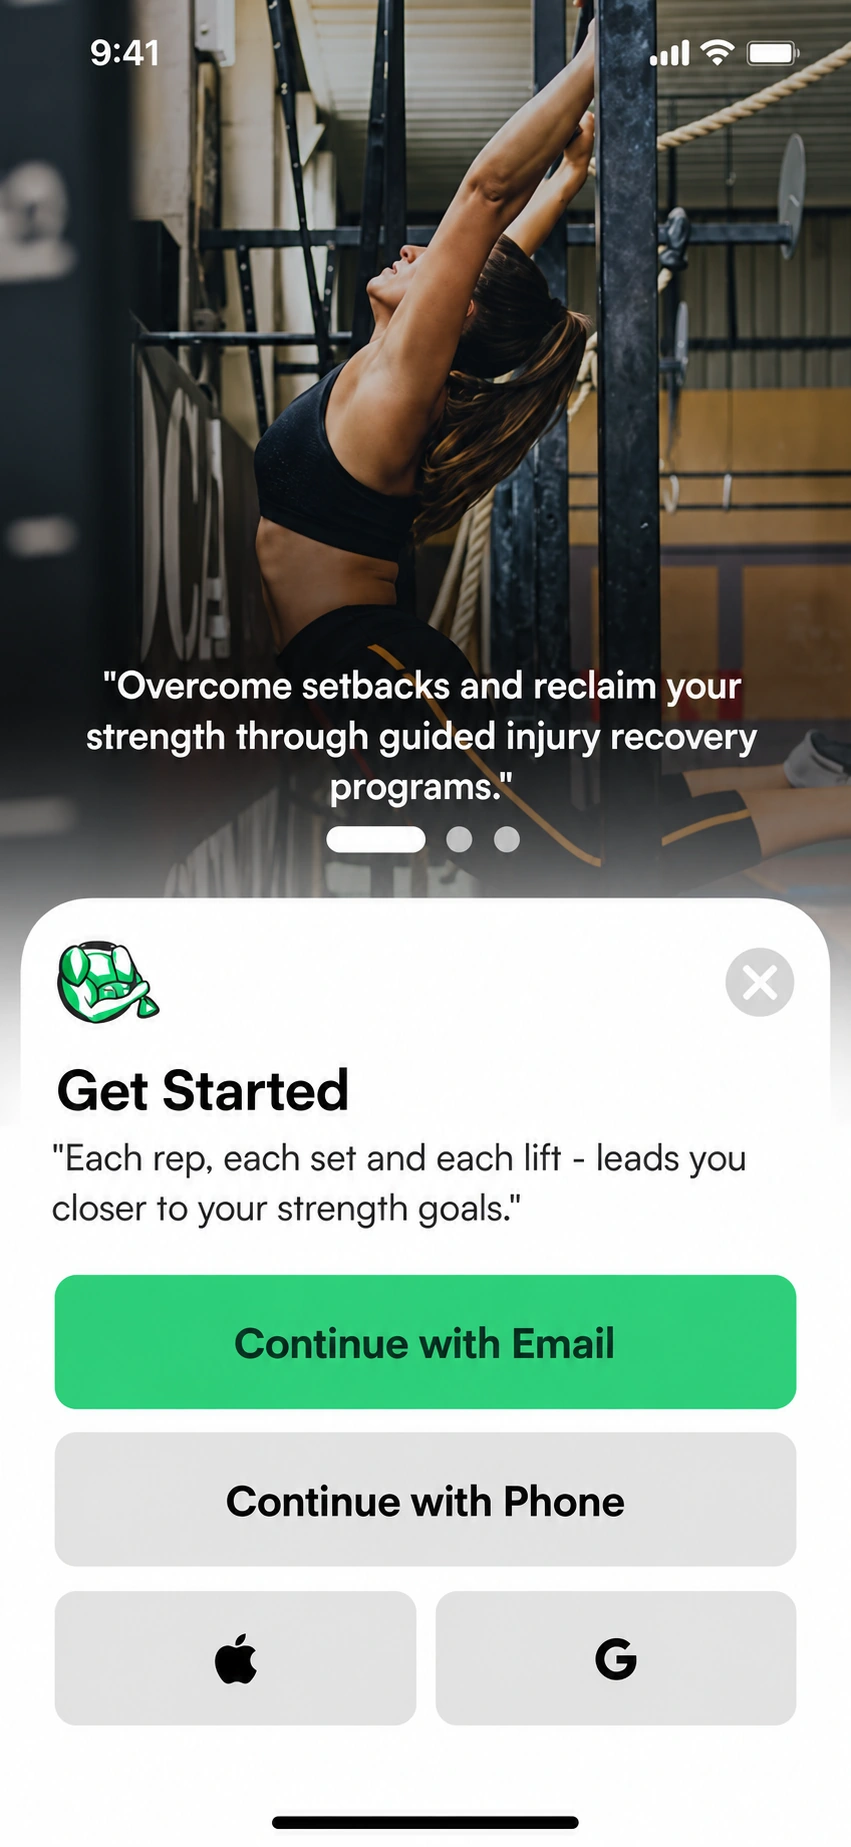 9:41
"Overcome setbacks and reclaim your
strength through guided injury recovery
programs."
Get Started
"Each rep, each set and each lift - leads you
closer to your strength goals."
Continue with Email
Continue with Phone
G